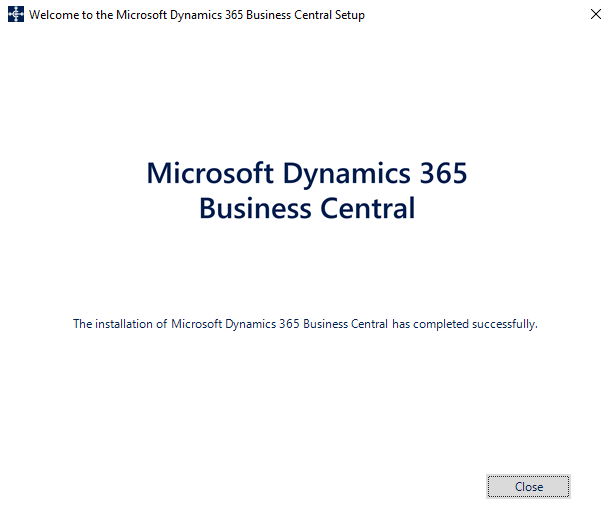 Welcome to the Microsoft Dynamics 365 Business Central Setup
Microsoft Dynamics 365
Business Central
The installation of Microsoft Dynamics 365 Business Central has completed successfully.
Close